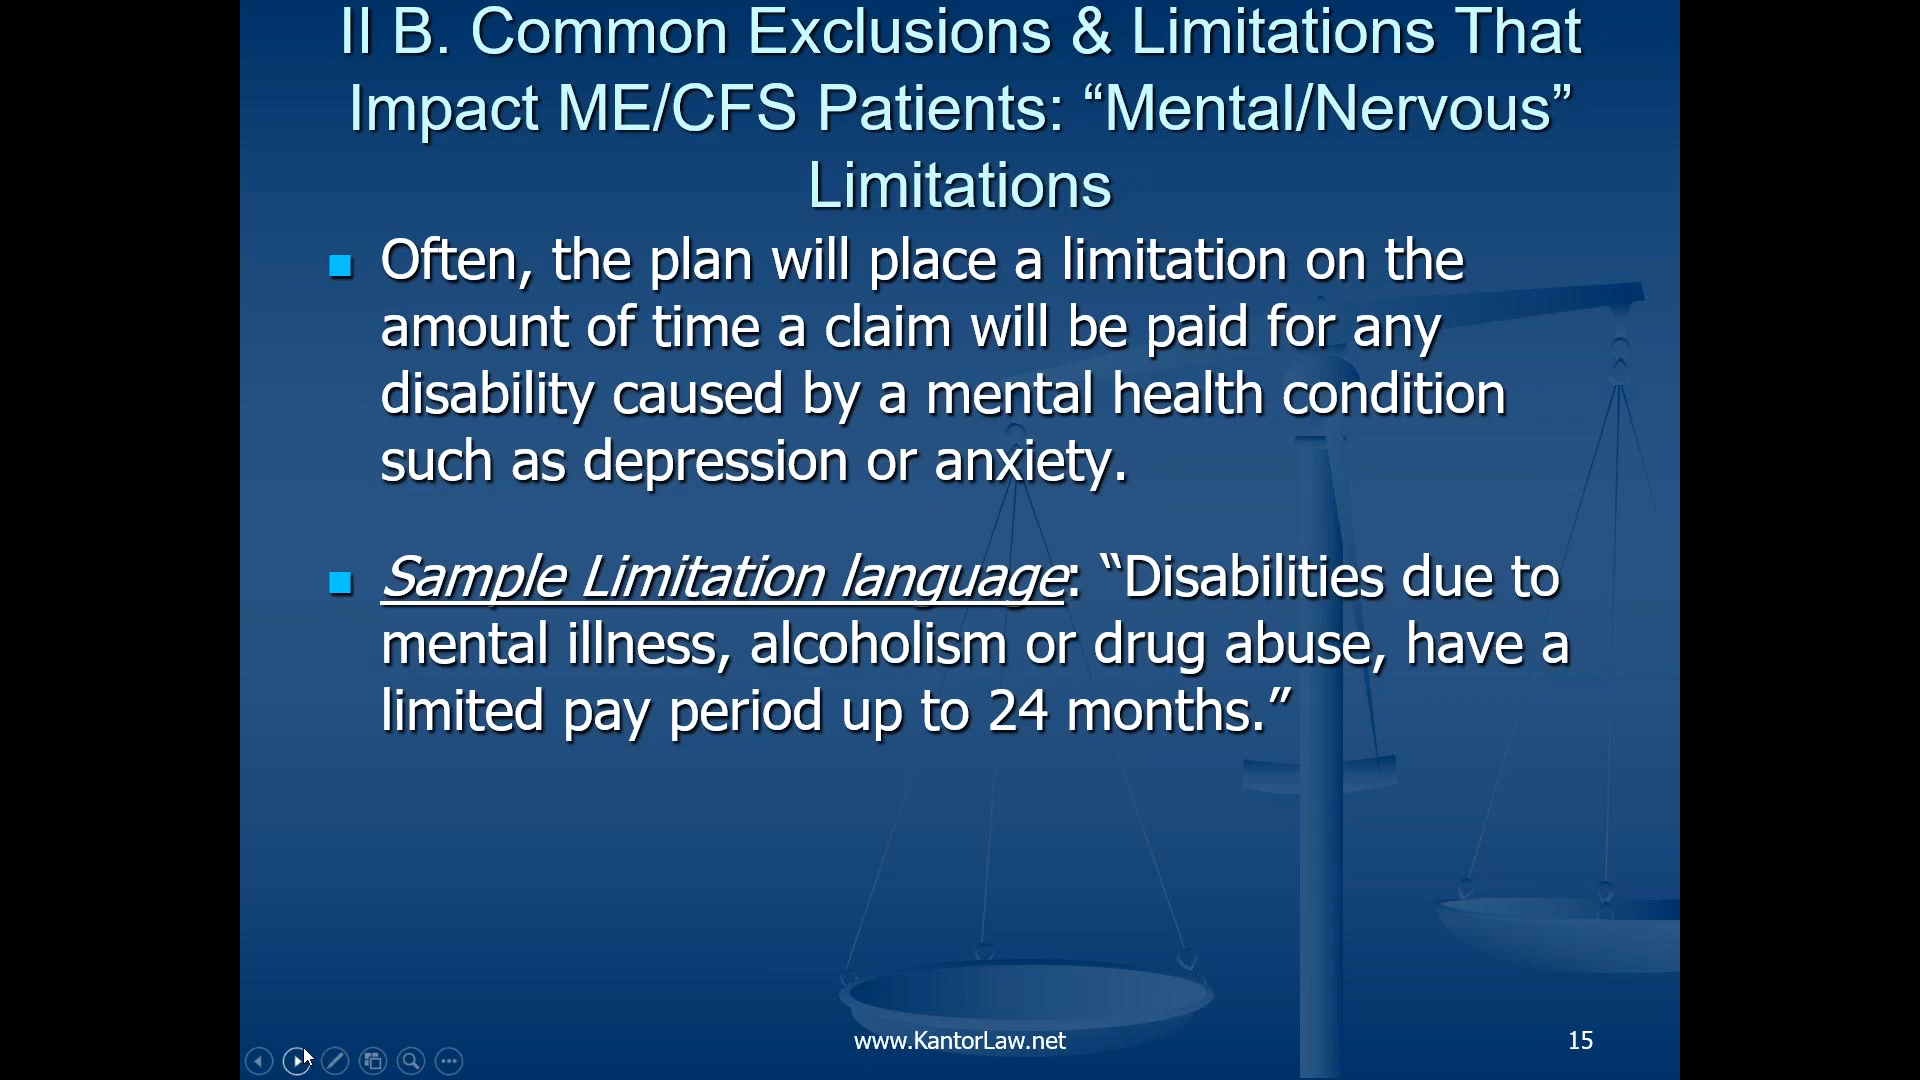 II B. Common Exclusions & Limitations That
Impact ME/CFS Patients: “Mental/Nervous”
Limitations
Often, the plan will place a limitation on the
amount of time a claim will be paid for any
disability caused by a mental health condition
such as depression or anxiety.
Sample Limitation language: “Disabilities due to
mental illness, alcoholism or drug abuse, have a
limited pay period up to 24 months.”
www.KantorLaw.net
15